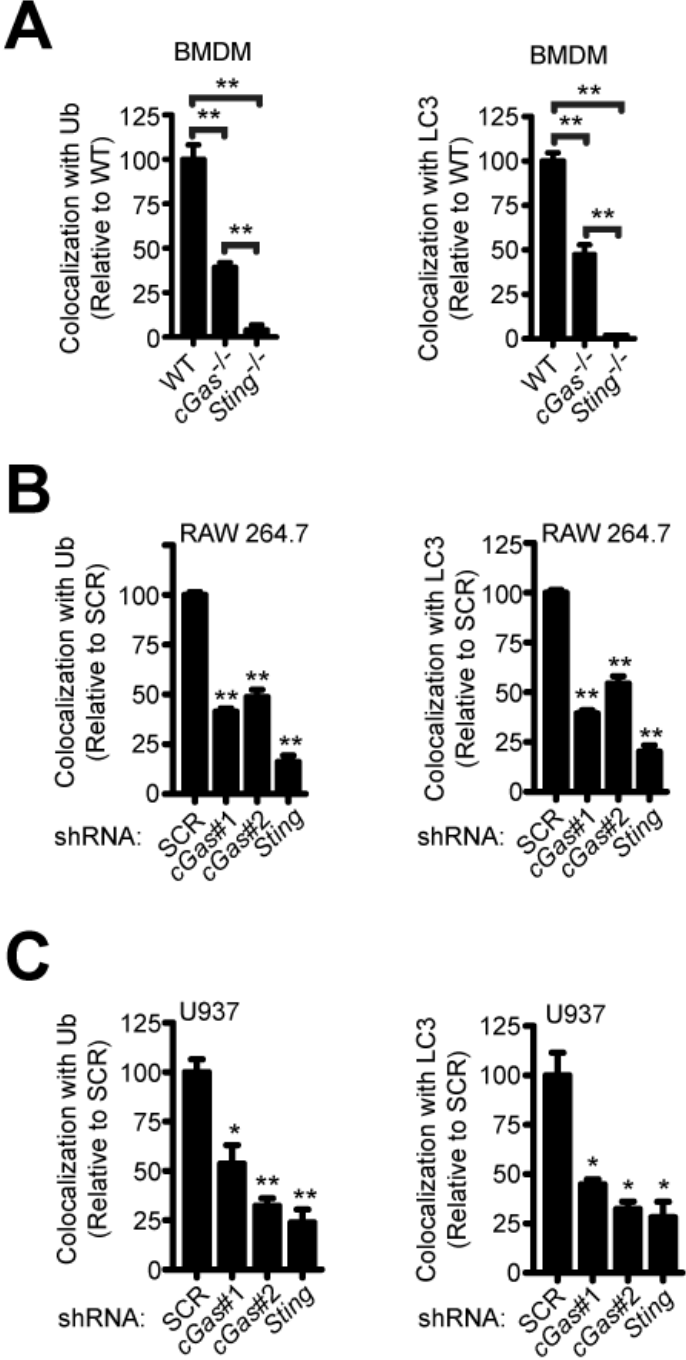 A
BMDM
Colocalization with Ub
(Relative to WT)
125
100
75
50
25
0
**
**
**
WT
cGas-/-
Sting-/-
BMDM
Colocalization with LC3
(Relative to WT)
125
100
75
50
25
0
**
**
**
WT
cGas-/-
Sting-/-
B
RAW 264.7
Colocalization with Ub
(Relative to SCR)
100
75
50
25
0
**
**
**
shRNA:
SCR
cGas#1
cGas#2
Sting
RAW 264.7
Colocalization with LC3
(Relative to SCR)
125
100
75
50
25
0
**
**
**
shRNA:
SCR
cGas#1
cGas#2
Sting
C
U937
Colocalization with Ub
(Relative to SCR)
125
100
75
50
25
0
*
**
**
shRNA:
SCR
cGas#1
cGas#2
Sting
U937
Colocalization with LC3
(Relative to SCR)
125
100
75
50
25
0
*
*
*
shRNA:
SCR
cGas#1
cGas#2
Sting